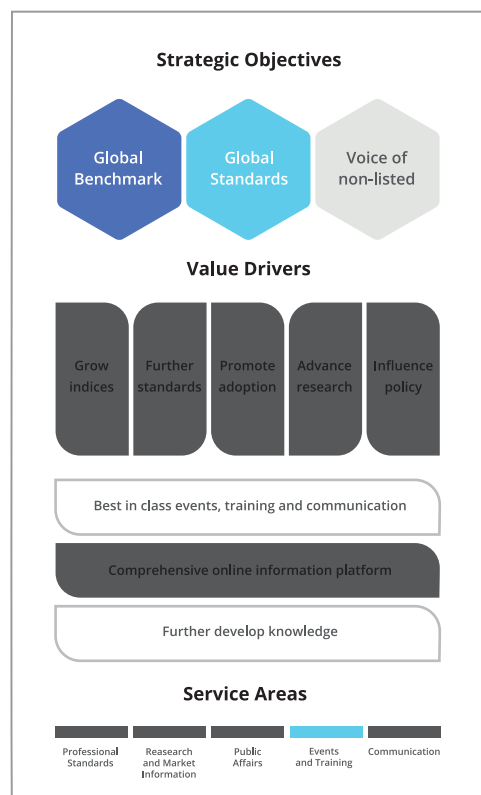 Strategic Objectives
Global
Benchmark
Global
Standards
Voice of
non-listed
Value Drivers
Grow
indices
Further
standards
Promote
adoption
Advance
research
Influence
policy
Best in class events, training and communication
Comprehensive online information platform
Further develop knowledge
Service Areas
Professional
Standards
Reasearch
and Market
Information
Public
Affairs
Events
and Training
Communication